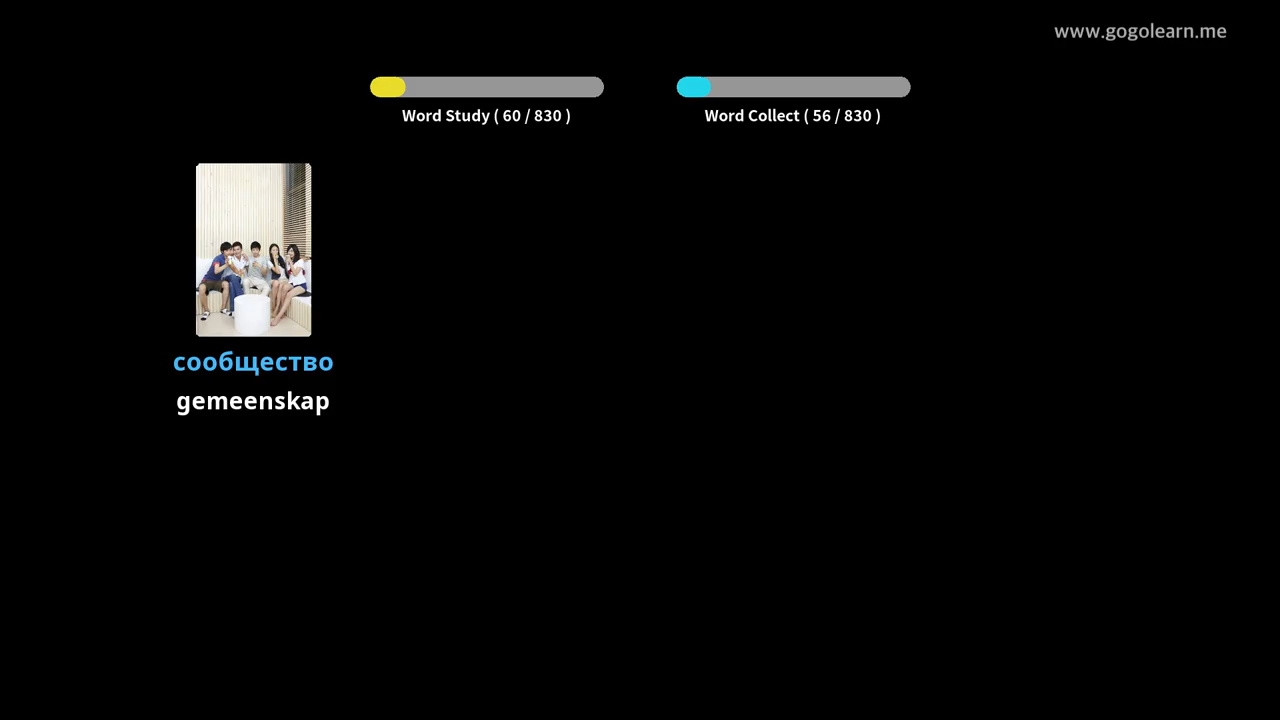 www.gogolearn.me
Word Study ( 60 / 830 )
Word Collect ( 56 / 830 )
сообщество
gemeenskap